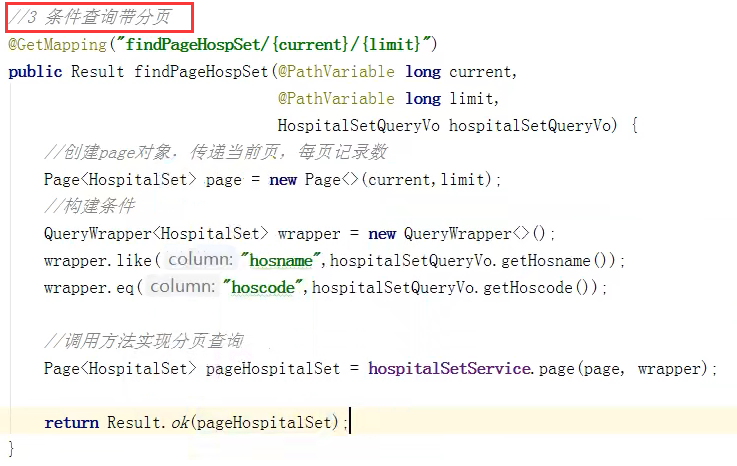 //3 条件查询带分页
@GetMapping("findPageHospSet/{current}/{limit}")
public Result findPageHospSet(@PathVariable long current,
@PathVariable long limit,
HospitalSetQueryVo hospitalSetQueryVo) {
//创建page对象，传递当前页，每页记录数
Page<HospitalSet> page = new Page<>(current,limit);
//构建条件
QueryWrapper<HospitalSet> wrapper = new QueryWrapper<>();
wrapper.like( column: "hosname",hospitalSetQueryVo.getHosname());
wrapper.eq( column: "hoscode",hospitalSetQueryVo.getHoscode());
//调用方法实现分页查询
Page<HospitalSet> pageHospitalSet = hospitalSetService.page(page, wrapper);
return Result.ok(pageHospitalSet);
}